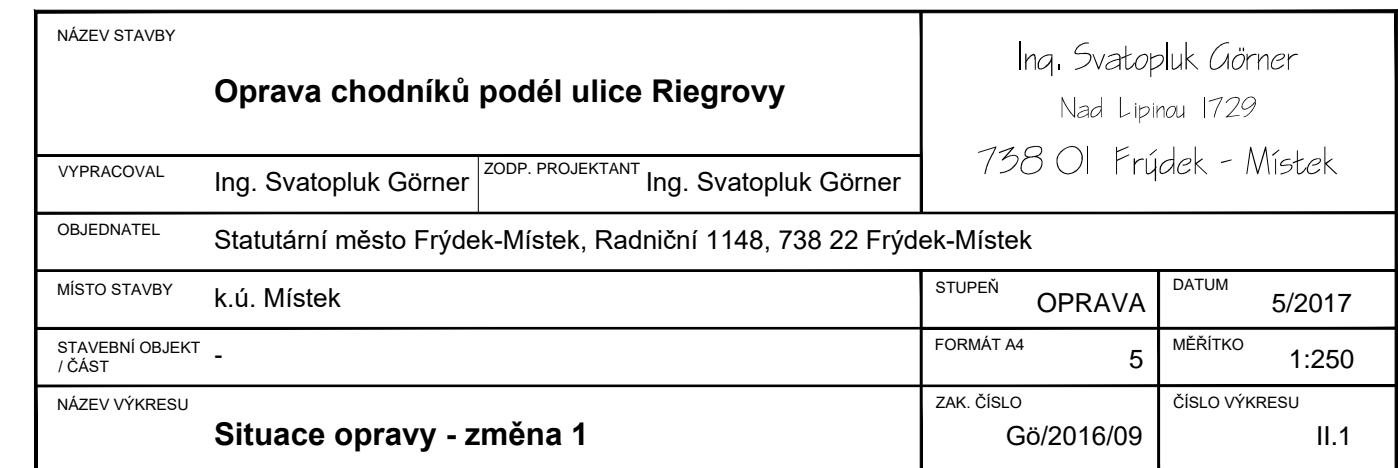 NÁZEV STAVBY
Oprava chodníků podél ulice Riegrovy
Ing. Svatopluk Görner
Nad Lipinou 1729
738 01 Frýdek - Místek
VYPRACOVAL
Ing. Svatopluk Görner
ZODP. PROJEKTANT
Ing. Svatopluk Görner
OBJEDNATEL
Statutární město Frýdek-Místek, Radniční 1148, 738 22 Frýdek-Místek
MÍSTO STAVBY
k.ú. Místek
STUPEŇ
OPRAVA
DATUM
5/2017
STAVEBNÍ OBJEKT
/ ČÁST
-
FORMÁT A4
5
MĚŘÍTKO
1:250
NÁZEV VÝKRESU
Situace opravy - změna 1
ZAK. ČÍSLO
Gö/2016/09
ČÍSLO VÝKRESU
II.1